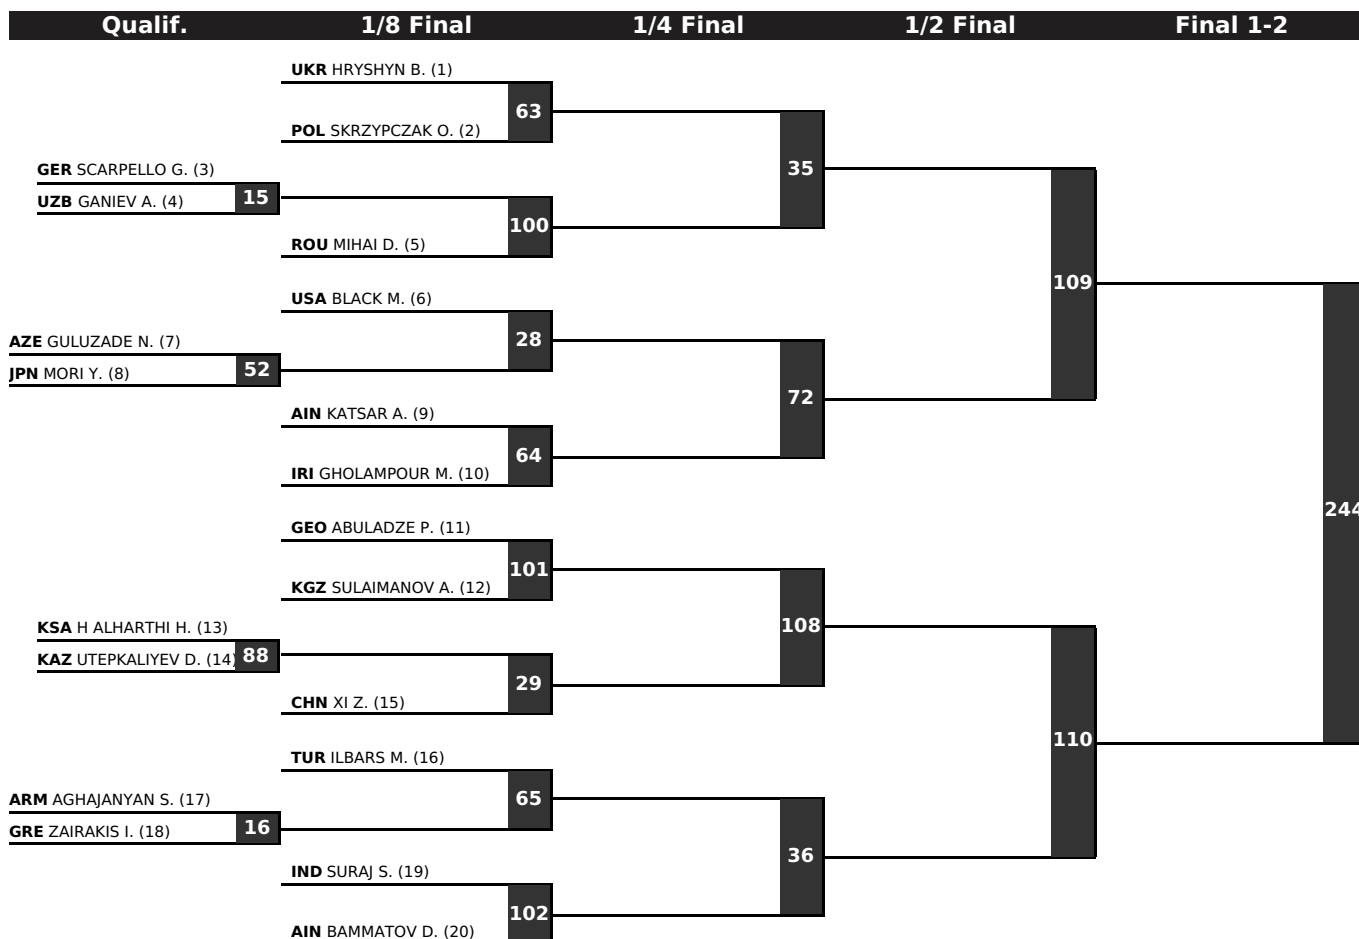 Qualif. 1/8 Final 1/4 Final 1/2 Final Final 1-2
UKR HRYSHYN B. (1)
63
POL SKRZYPCZAK O. (2)
35
GER SCARPELLO G. (3)
15
UZB GANIEV A. (4)
100
ROU MIHAI D. (5)
109
USA BLACK M. (6)
28
AZE GULUZADE N. (7)
52
JPN MORI Y. (8)
72
AIN KATSAR A. (9)
64
IRI GHOLAMPOUR M. (10)
244
GEO ABULADZE P. (11)
101
KGZ SULAIMANOV A. (12)
108
KSA H ALHARTHI H. (13)
88
KAZ UTEPKALIYEV D. (14)
29
CHN XI Z. (15)
110
TUR ILBARS M. (16)
65
ARM AGHAJANYAN S. (17)
16
GRE ZAIRAKIS I. (18)
36
IND SURAJ S. (19)
102
AIN BAMMATOV D. (20)